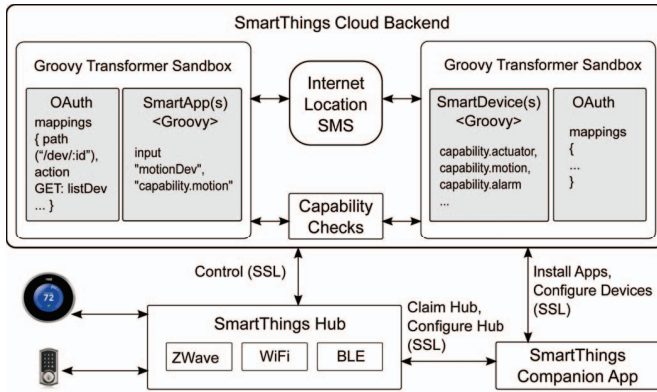 SmartThings Cloud Backend
Groovy Transformer Sandbox
OAuth
mappings
{ path
("/dev/:id"),
action
GET: listDev
... }
SmartApp(s)
<Groovy>
input
"motionDev",
"capability.motion"
Internet
Location
SMS
Capability
Checks
Groovy Transformer Sandbox
SmartDevice(s)
<Groovy>
capability.actuator,
capability.motion,
capability.alarm
...
OAuth
mappings
{
...
}
Control (SSL)
Install Apps,
Configure Devices
(SSL)
72
SmartThings Hub
ZWave
WiFi
BLE
Claim Hub,
Configure Hub
(SSL)
SmartThings
Companion App